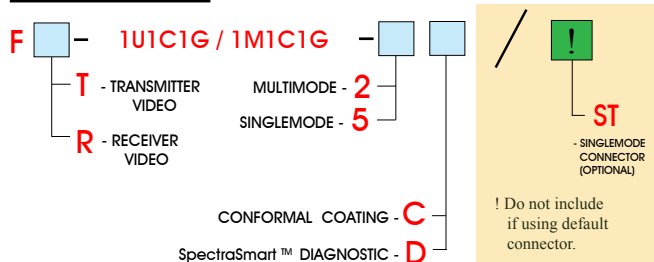 F - 1U1C1G / 1M1C1G - / !
T - TRANSMITTER
VIDEO
R - RECEIVER
VIDEO
MULTIMODE - 2
SINGLEMODE - 5
CONFORMAL COATING - C
SpectraSmart ™ DIAGNOSTIC - D
ST
- SINGLEMODE
CONNECTOR
(OPTIONAL)
! Do not include
if using default
connector.